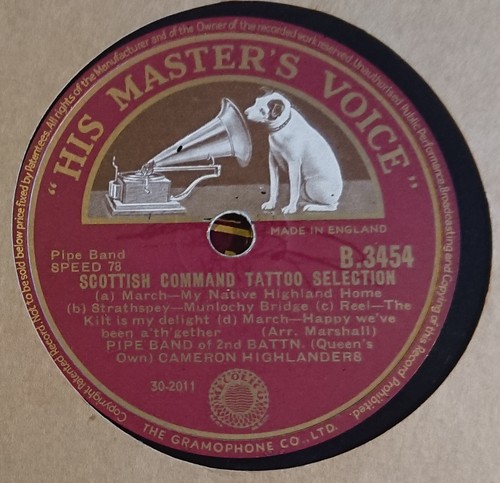 Copyright, Patented Record. Not to be sold below price fixed by Patentees. All rights of the Manufacturer and of the Owner of the recorded work reserved. Unauthorised Public Performance, Broadcasting and Copying of this Record Prohibited.
"HIS MASTER'S VOICE"
MADE IN ENGLAND
Pipe Band
B.3454
SPEED 78
SCOTTISH COMMAND TATTOO SELECTION
(a) March—My Native Highland Home
(b) Strathspey—Munlochy Bridge (c) Reel—The
Kilt is my delight (d) March—Happy we've
been a'th'gether (Arr. Marshall)
PIPE BAND of 2nd BATTN. (Queen's
Own) CAMERON HIGHLANDERS
30-2011
THE GRAMOPHONE CO., LTD.